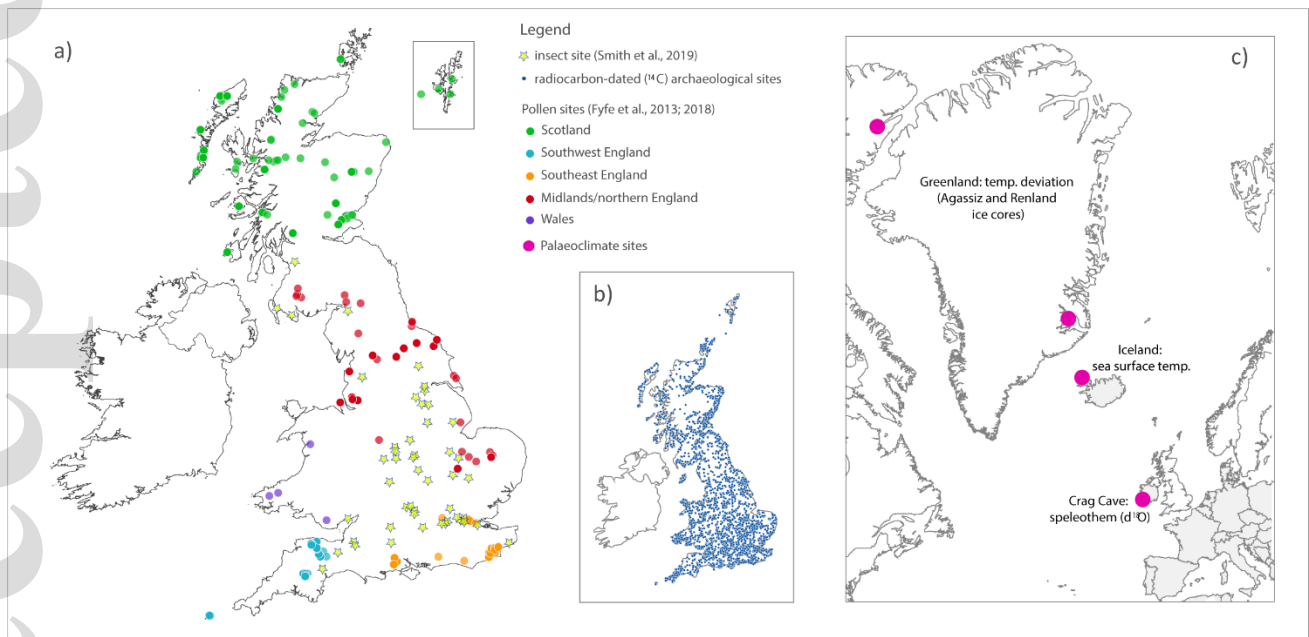 a)
Legend
insect site (Smith et al., 2019)
radiocarbon-dated (¹⁴C) archaeological sites
Pollen sites (Fyfe et al., 2013; 2018)
Scotland
Southwest England
Southeast England
Midlands/northern England
Wales
Palaeoclimate sites
b)
c)
Greenland: temp. deviation
(Agassiz and Renland
ice cores)
Iceland:
sea surface temp.
Crag Cave:
speleothem (d¹⁸O)